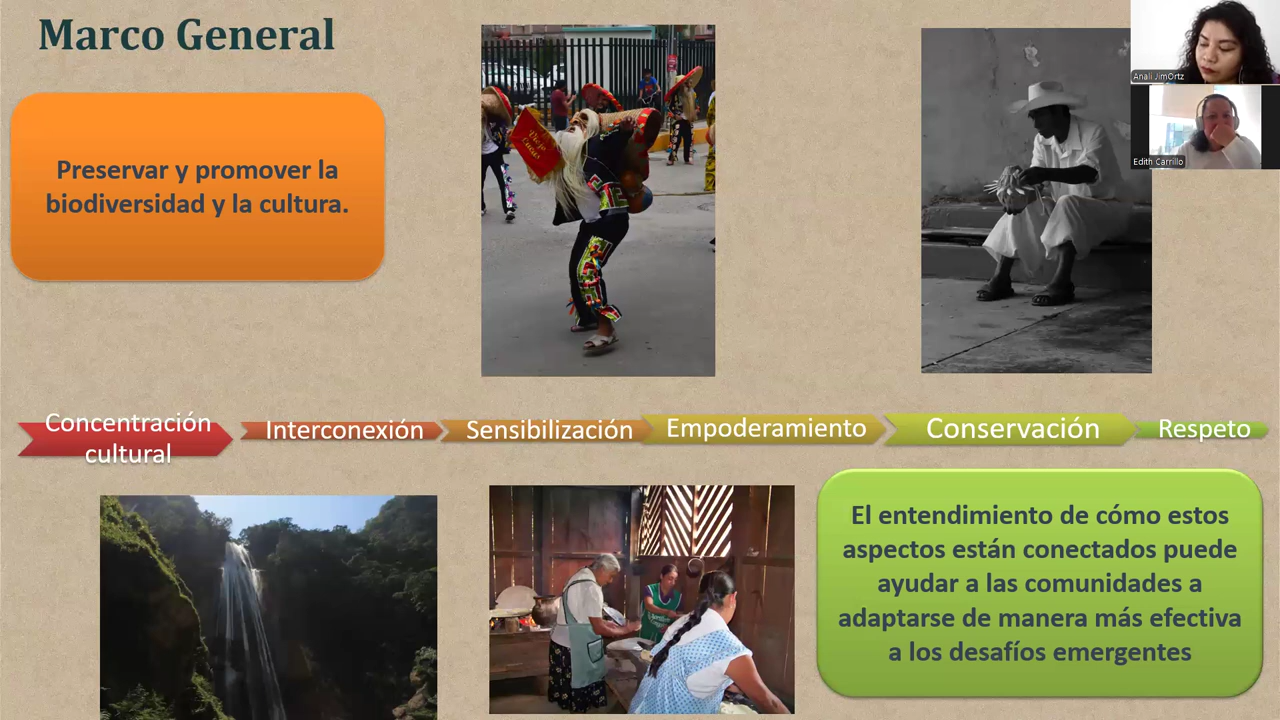 Marco General
Preservar y promover la
biodiversidad y la cultura.
Anali JimOrtz
Edith Carrillo
Concentración
cultural
Interconexión
Sensibilización
Empoderamiento
Conservación
Respeto
El entendimiento de cómo estos
aspectos están conectados puede
ayudar a las comunidades a
adaptarse de manera más efectiva
a los desafíos emergentes